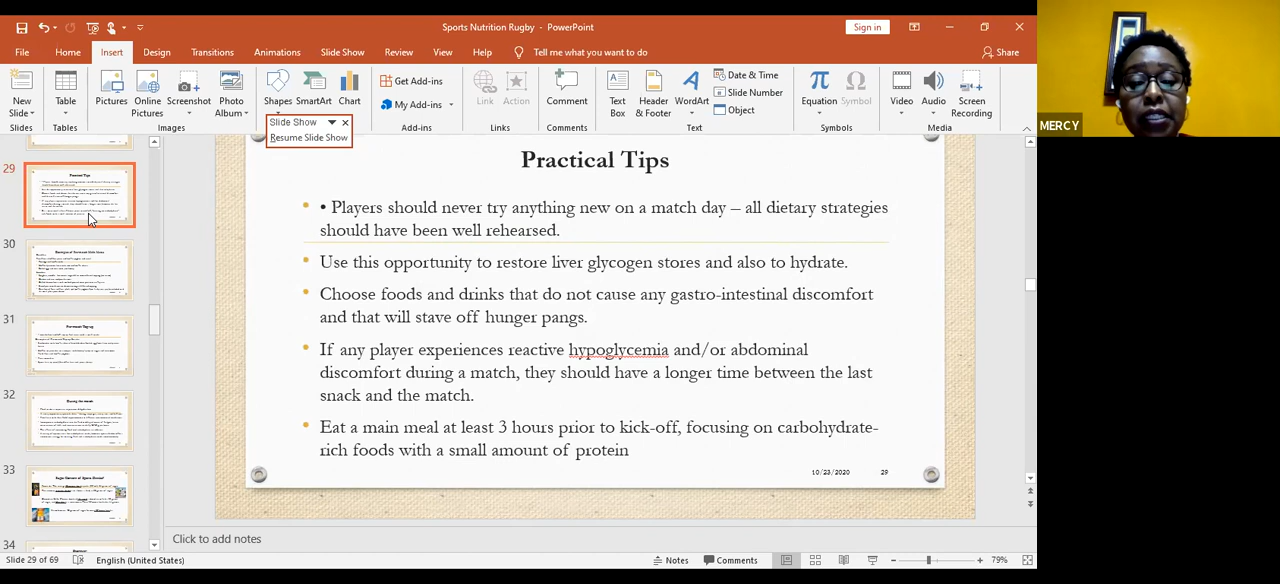 Sports Nutrition Rugby - PowerPoint
Sign in
File Home Insert Design Transitions Animations Slide Show Review View Help Tell me what you want to do Share
New Slide Table Pictures Online Pictures Screenshot Photo Album Shapes SmartArt Chart Get Add-ins My Add-ins Link Action Comment Text Box Header & Footer WordArt Date & Time Slide Number Object Equation Symbol Video Audio Screen Recording
Slides Tables Images Add-ins Links Comments Text Symbols Media
Slide Show
Resume Slide Show
MERCY
29
30
31
32
33
34
Practical Tips
• Players should never try anything new on a match day – all dietary strategies
should have been well rehearsed.
Use this opportunity to restore liver glycogen stores and also to hydrate.
Choose foods and drinks that do not cause any gastro-intestinal discomfort
and that will stave off hunger pangs.
If any player experiences reactive hypoglycemia and/or abdominal
discomfort during a match, they should have a longer time between the last
snack and the match.
Eat a main meal at least 3 hours prior to kick-off, focusing on carbohydrate-
rich foods with a small amount of protein
10/23/2020 29
Click to add notes
Slide 29 of 69 English (United States) Notes Comments 79%